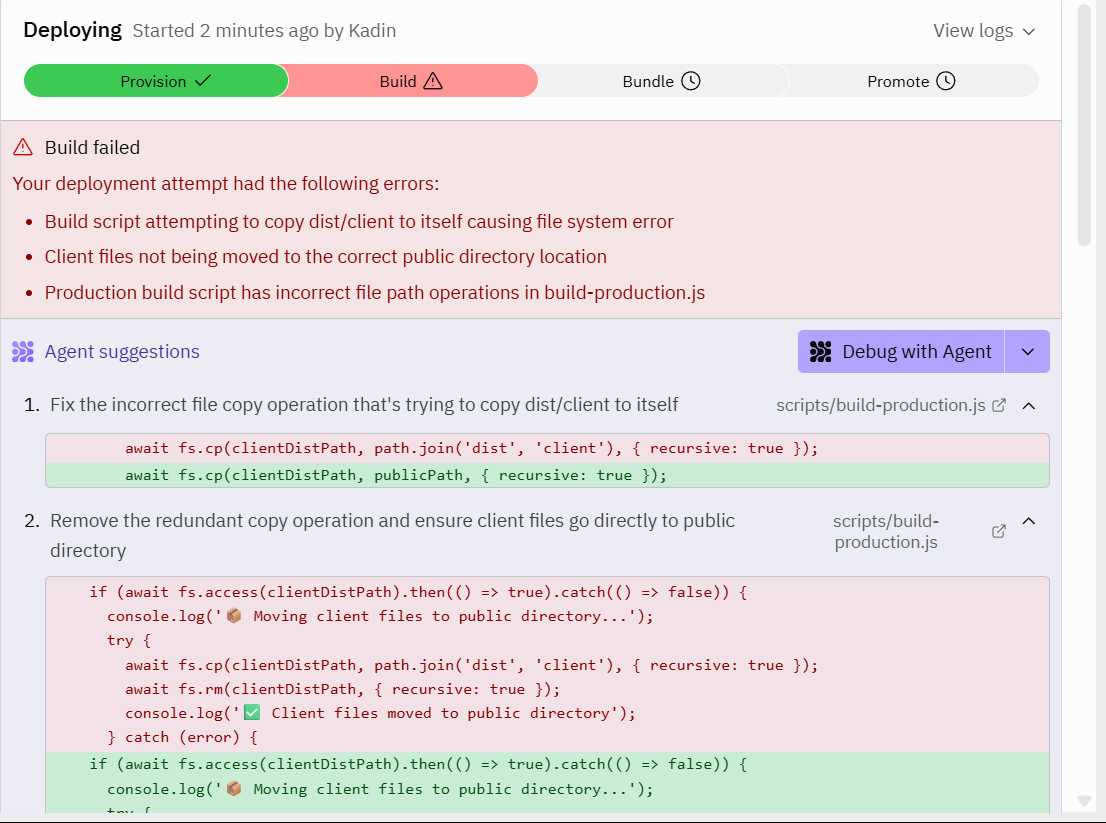 Deploying Started 2 minutes ago by Kadin View logs
Provision Build Bundle Promote
Build failed
Your deployment attempt had the following errors:
• Build script attempting to copy dist/client to itself causing file system error
• Client files not being moved to the correct public directory location
• Production build script has incorrect file path operations in build-production.js
Agent suggestions Debug with Agent
1. Fix the incorrect file copy operation that's trying to copy dist/client to itself scripts/build-production.js
await fs.cp(clientDistPath, path.join('dist', 'client'), { recursive: true });
await fs.cp(clientDistPath, publicPath, { recursive: true });
2. Remove the redundant copy operation and ensure client files go directly to public
directory
scripts/build-
production.js
if (await fs.access(clientDistPath).then(() => true).catch(() => false)) {
console.log('📦 Moving client files to public directory...');
try {
await fs.cp(clientDistPath, path.join('dist', 'client'), { recursive: true });
await fs.rm(clientDistPath, { recursive: true });
console.log('✅ Client files moved to public directory');
} catch (error) {
if (await fs.access(clientDistPath).then(() => true).catch(() => false)) {
console.log('📦 Moving client files to public directory...');
try {